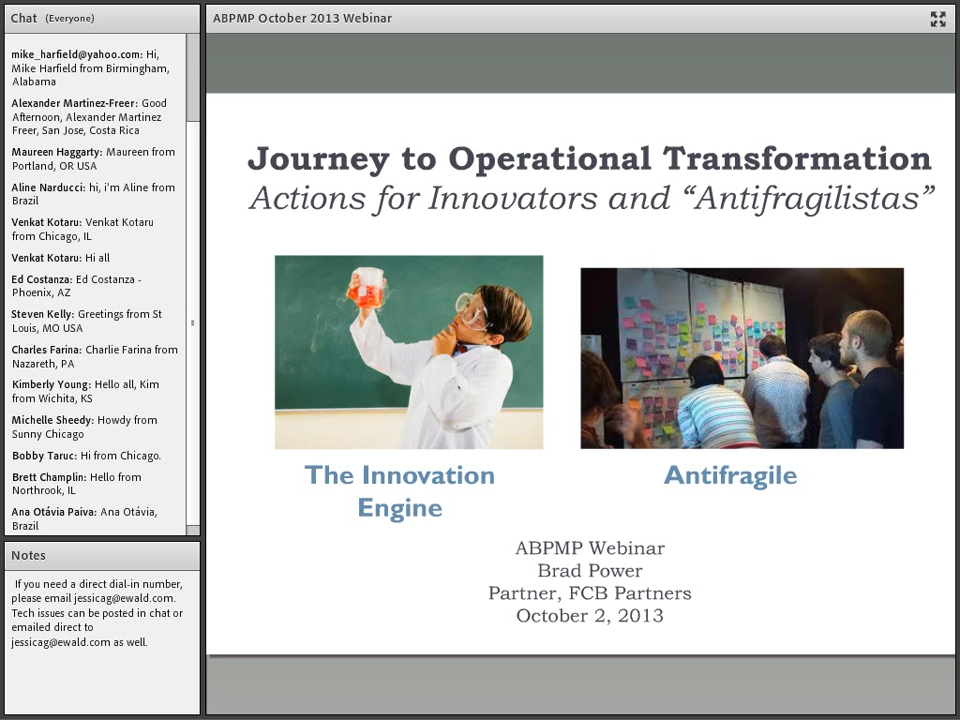 Chat (Everyone)
mike_harfield@yahoo.com: Hi,
Mike Harfield from Birmingham,
Alabama
Alexander Martinez-Freer: Good
Afternoon, Alexander Martinez
Freer, San Jose, Costa Rica
Maureen Haggarty: Maureen from
Portland, OR USA
Aline Narducci: hi, i'm Aline from
Brazil
Venkat Kotaru: Venkat Kotaru
from Chicago, IL
Venkat Kotaru: Hi all
Ed Costanza: Ed Costanza -
Phoenix, AZ
Steven Kelly: Greetings from St
Louis, MO USA
Charles Farina: Charlie Farina from
Nazareth, PA
Kimberly Young: Hello all, Kim
from Wichita, KS
Michelle Sheedy: Howdy from
Sunny Chicago
Bobby Taruc: Hi from Chicago.
Brett Champlin: Hello from
Northrook, IL
Ana Otávia Paiva: Ana Otávia,
Brazil
Notes
If you need a direct dial-in number,
please email jessicag@ewald.com.
Tech issues can be posted in chat or
emailed direct to
jessicag@ewald.com as well.
ABPMP October 2013 Webinar
Journey to Operational Transformation
Actions for Innovators and “Antifragilistas”
The Innovation
Engine
Antifragile
ABPMP Webinar
Brad Power
Partner, FCB Partners
October 2, 2013